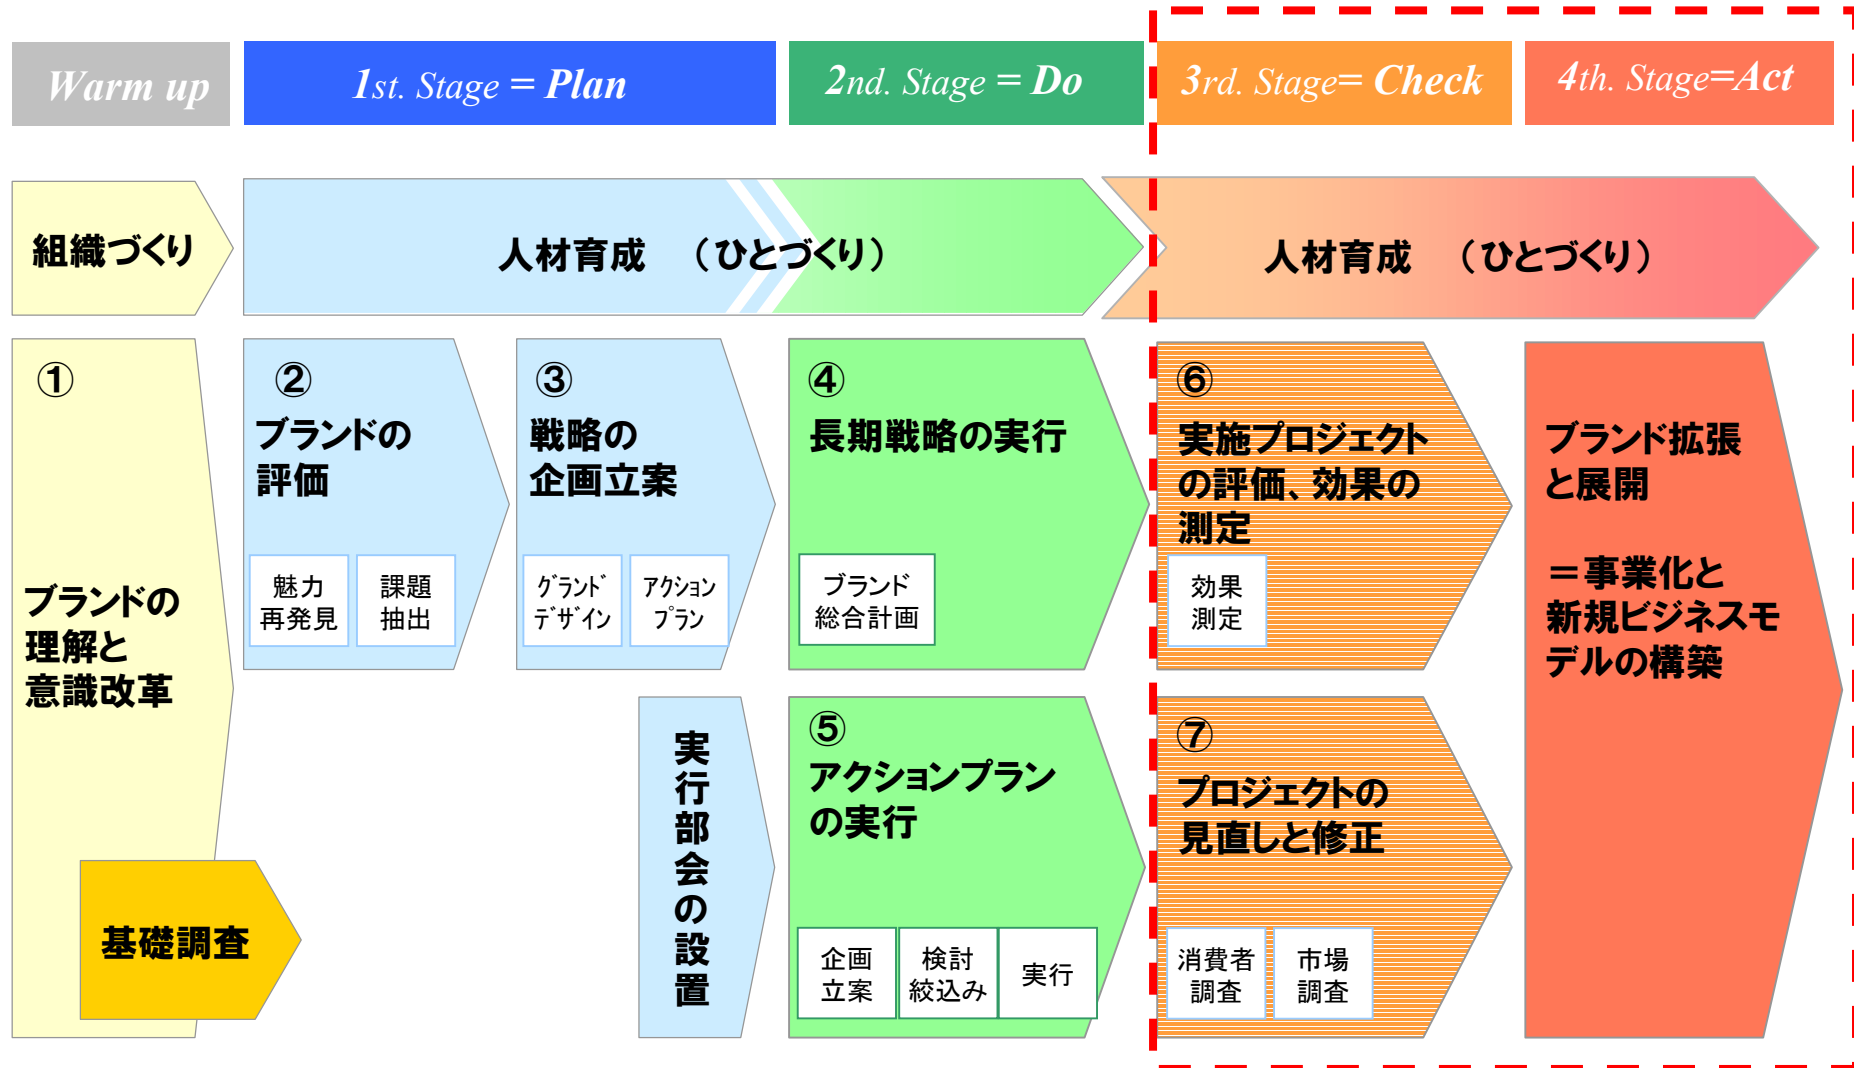 Warm up
1st. Stage = Plan
2nd. Stage = Do
3rd. Stage= Check
4th. Stage=Act
組織づくり
人材育成　（ひとづくり）
人材育成　（ひとづくり）
①
ブランドの
理解と
意識改革
基礎調査
②
ブランドの
評価
魅力
再発見
課題
抽出
③
戦略の
企画立案
ｸﾞﾗﾝﾄﾞ
ﾃﾞｻﾞｲﾝ
ｱｸｼｮﾝ
ﾌﾟﾗﾝ
実行部会の設置
④
長期戦略の実行
ブランド
総合計画
⑤
アクションプラン
の実行
企画
立案
検討
絞込み
実行
⑥
実施プロジェクト
の評価、効果の
測定
効果
測定
⑦
プロジェクトの
見直しと修正
消費者
調査
市場
調査
ブランド拡張
と展開
＝事業化と
新規ビジネスモ
デルの構築